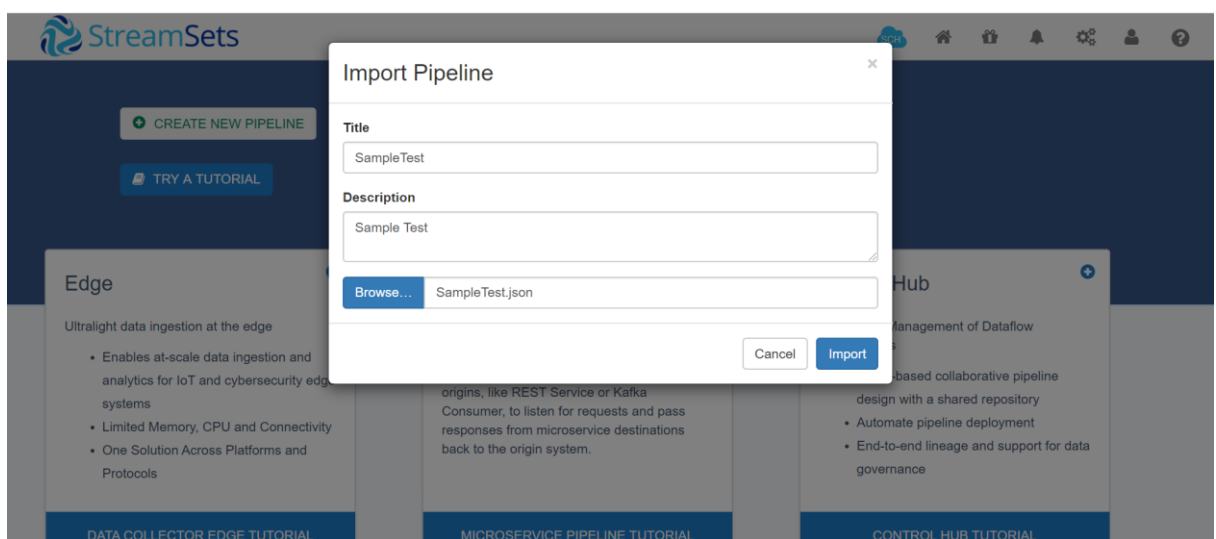 StreamSets
SCH
Import Pipeline
×
CREATE NEW PIPELINE
TRY A TUTORIAL
Title
SampleTest
Description
Sample Test
Browse...
SampleTest.json
Cancel
Import
Edge
Ultralight data ingestion at the edge
• Enables at-scale data ingestion and
analytics for IoT and cybersecurity edge
systems
• Limited Memory, CPU and Connectivity
• One Solution Across Platforms and
Protocols
DATA COLLECTOR EDGE TUTORIAL
origins, like REST Service or Kafka
Consumer, to listen for requests and pass
responses from microservice destinations
back to the origin system.
MICROSERVICE PIPELINE TUTORIAL
Hub
Management of Dataflow
-based collaborative pipeline
design with a shared repository
• Automate pipeline deployment
• End-to-end lineage and support for data
governance
CONTROL HUB TUTORIAL